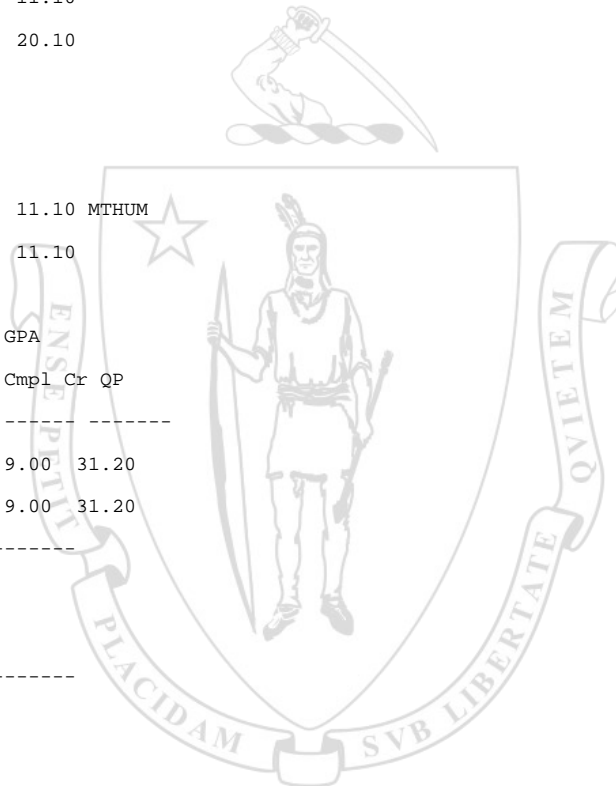 11.10
20.10
11.10 MTHUM
11.10
GPA
Cmpl Cr QP
------ -------
9.00 31.20
9.00 31.20
-------
-------
ENSE PETIT PLACIDAM SVB LIBERTATE QVIETEM